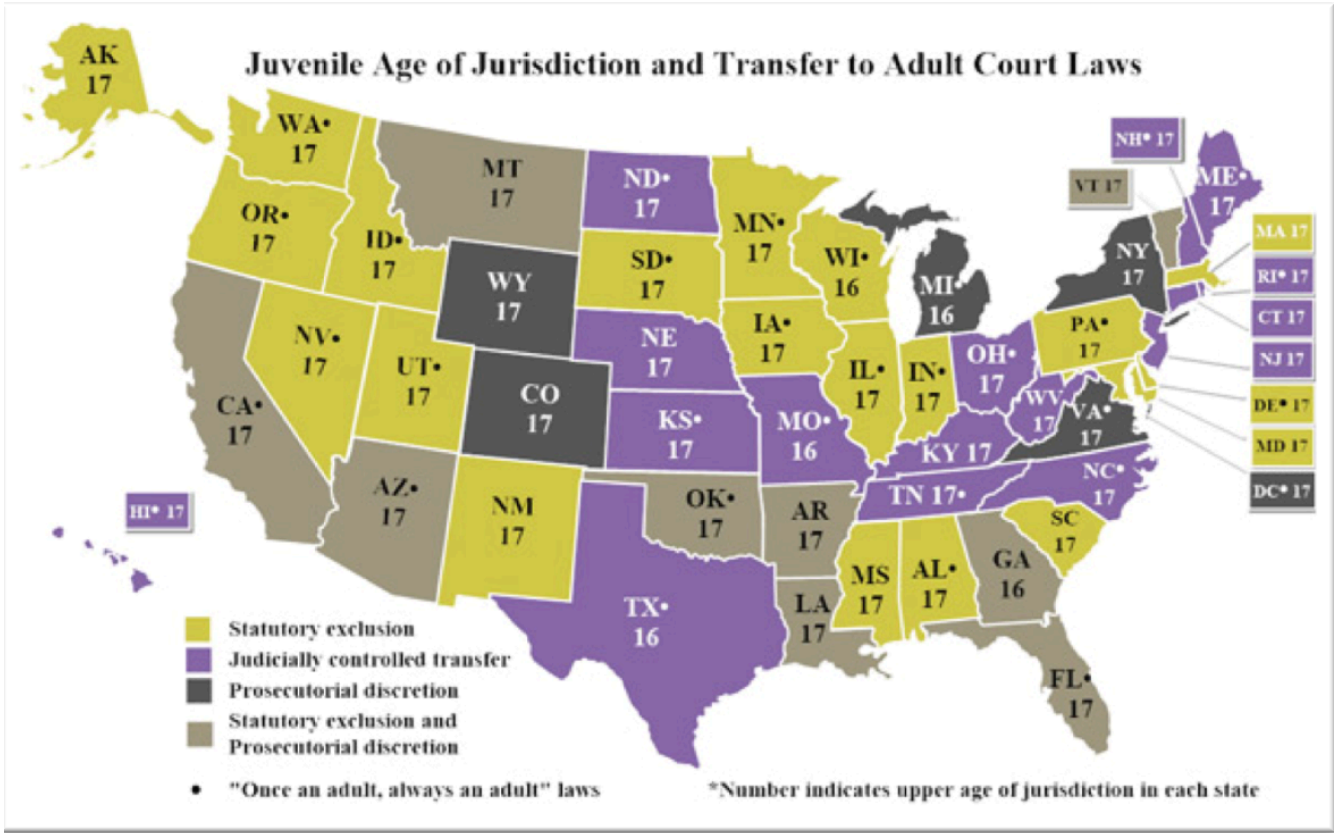 Juvenile Age of Jurisdiction and Transfer to Adult Court Laws
AK
17
WA•
17
MT
17
ND•
17
MN•
17
NH• 17
VT 17
ME•
17
OR•
17
ID•
17
WY
17
SD•
17
WI•
16
MI•
16
NY
17
MA 17
RI• 17
CT 17
NJ 17
DE• 17
MD 17
DC• 17
NV•
17
UT•
17
CO
17
NE
17
IA•
17
IL•
17
IN•
17
OH•
17
PA•
17
WV
17
VA•
17
CA•
17
KS•
17
MO•
16
KY 17
TN 17•
NC•
17
AZ•
17
NM
17
OK•
17
AR
17
SC
17
MS
17
AL•
17
GA
16
HI• 17
TX•
16
LA
17
FL•
17
Statutory exclusion
Judicially controlled transfer
Prosecutorial discretion
Statutory exclusion and
Prosecutorial discretion
• "Once an adult, always an adult" laws
*Number indicates upper age of jurisdiction in each state